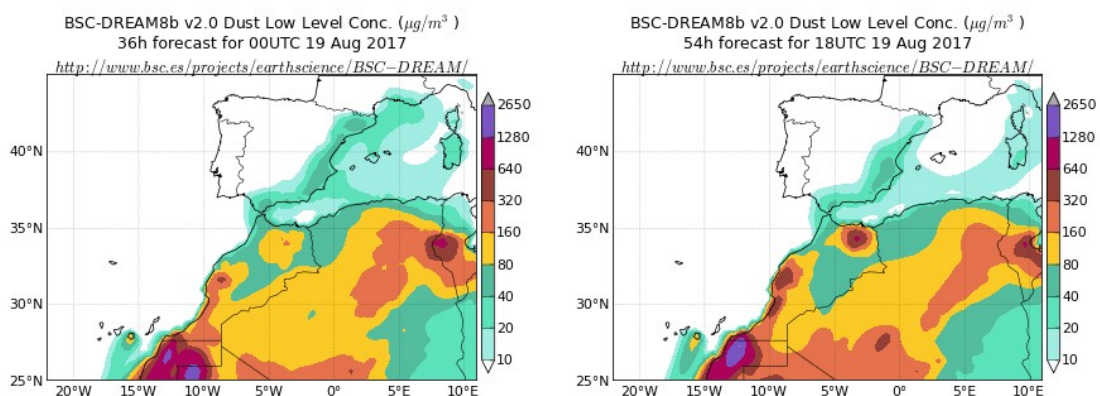 BSC-DREAM8b v2.0 Dust Low Level Conc. (μg/m³ )
36h forecast for 00UTC 19 Aug 2017
http://www.bsc.es/projects/earthscience/BSC−DREAM/
2650
1280
640
320
160
80
40
20
10
40°N
35°N
30°N
25°N
20°W
15°W
10°W
5°W
0°
5°E
10°E
BSC-DREAM8b v2.0 Dust Low Level Conc. (μg/m³ )
54h forecast for 18UTC 19 Aug 2017
http://www.bsc.es/projects/earthscience/BSC−DREAM/
2650
1280
640
320
160
80
40
20
10
40°N
35°N
30°N
25°N
20°W
15°W
10°W
5°W
0°
5°E
10°E